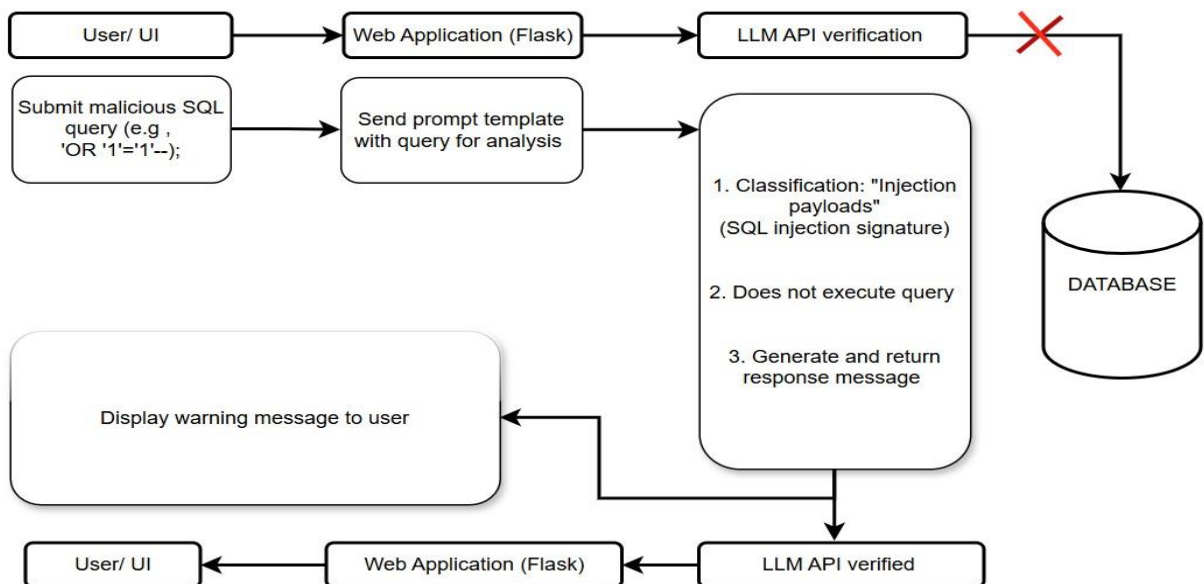 User/ UI
Web Application (Flask)
LLM API verification
Submit malicious SQL
query (e.g ,
'OR '1'='1'--);
Send prompt template
with query for analysis
1. Classification: "Injection
payloads"
(SQL injection signature)
2. Does not execute query
3. Generate and return
response message
DATABASE
Display warning message to user
User/ UI
Web Application (Flask)
LLM API verified